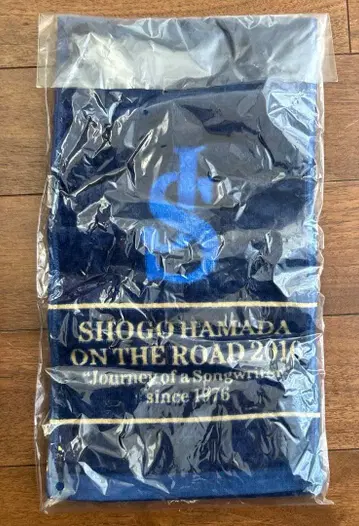 SHOGO HAMADA
ON THE ROAD 2016
"Journey of a Songwriter"
since 1976